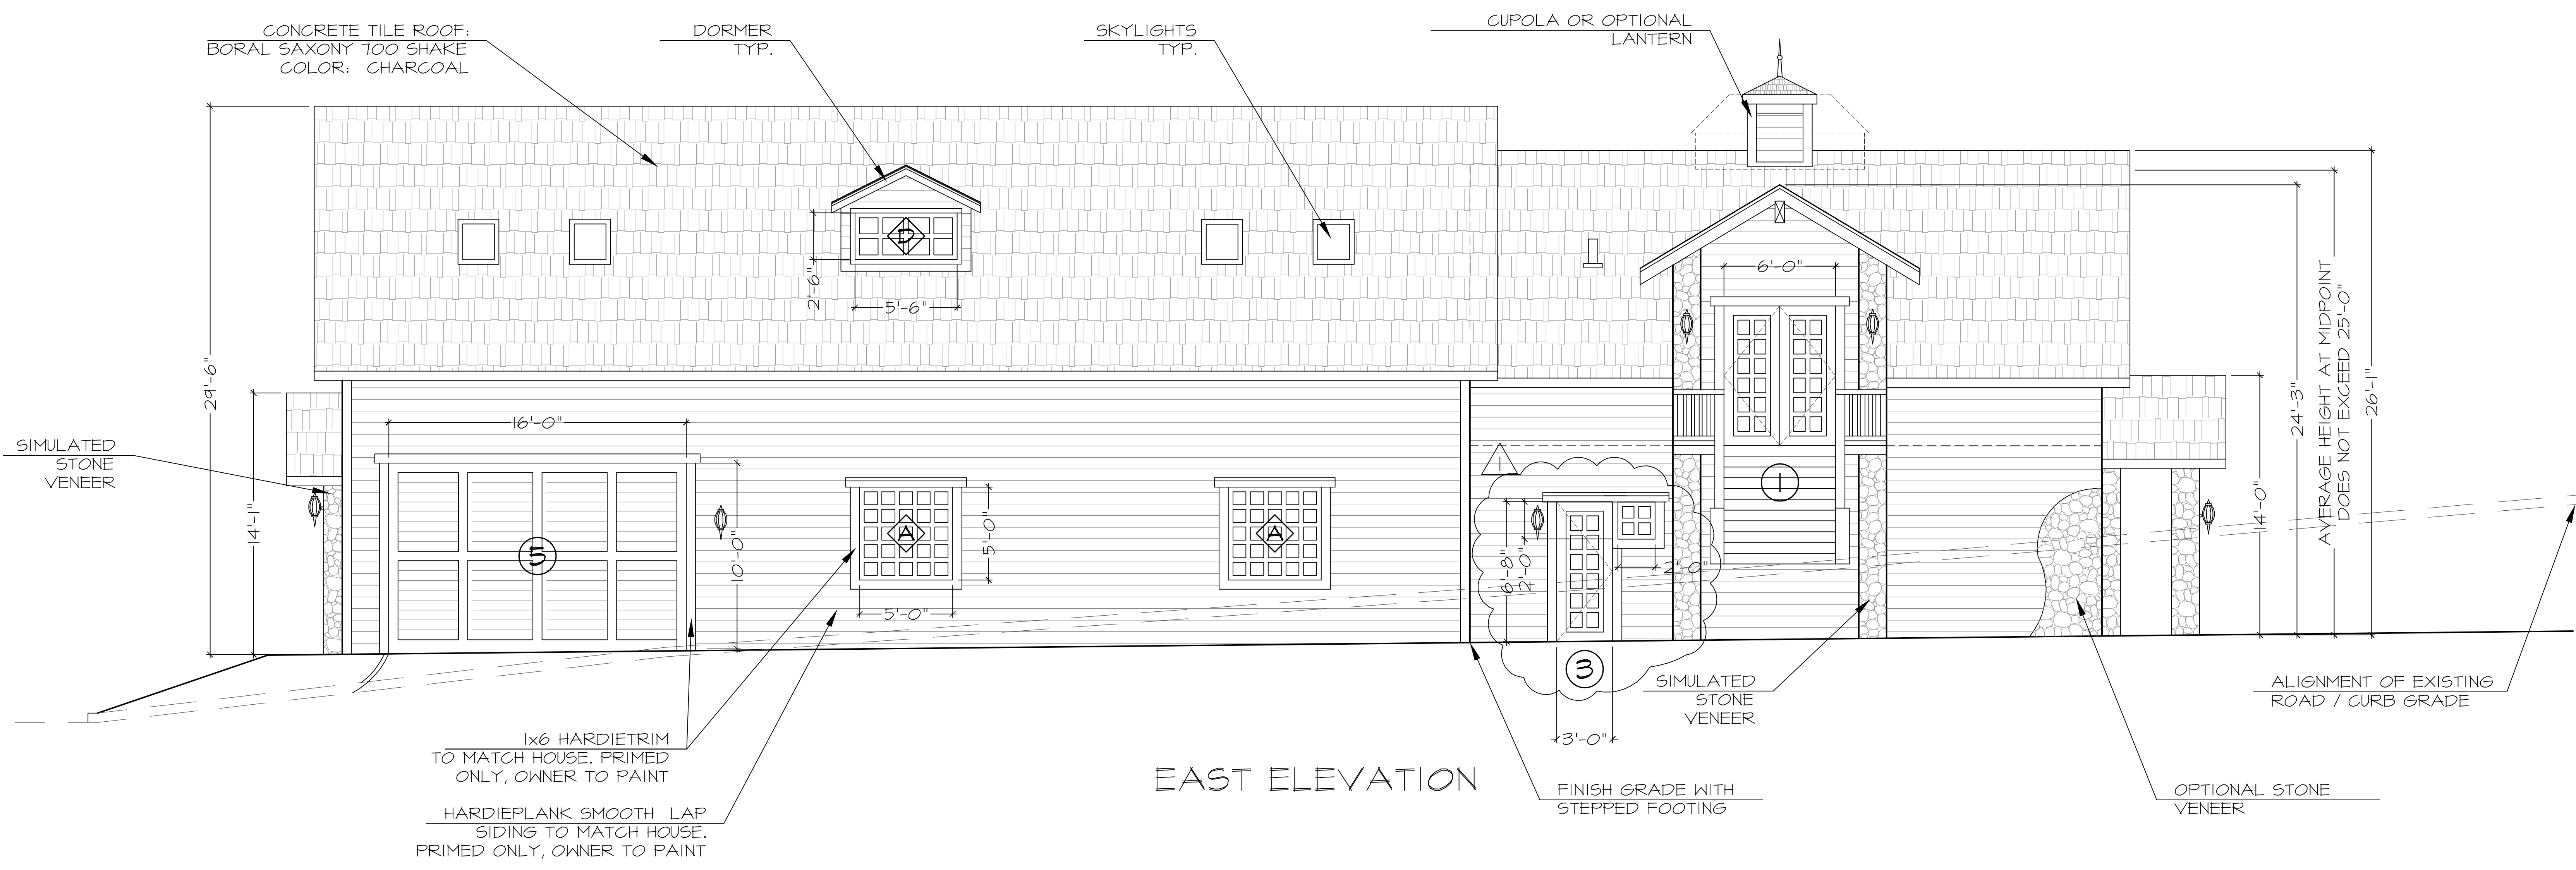 CONCRETE TILE ROOF:
BORAL SAXONY 700 SHAKE
COLOR: CHARCOAL
DORMER
TYP.
SKYLIGHTS
TYP.
CUPOLA OR OPTIONAL
LANTERN
29'-6"
14'-1"
SIMULATED
STONE
VENEER
16'-0"
5
10'-0"
D
2'-6"
5'-6"
A
5'-0"
5'-0"
A
1
6'-8"
2'-0"
2'-0"
3
3'-0"
6'-0"
1
14'-0"
24'-3"
AVERAGE HEIGHT AT MIDPOINT
DOES NOT EXCEED 25'-0"
26'-1"
SIMULATED
STONE
VENEER
ALIGNMENT OF EXISTING
ROAD / CURB GRADE
1x6 HARDIETRIM
TO MATCH HOUSE. PRIMED
ONLY, OWNER TO PAINT
HARDIEPLANK SMOOTH LAP
SIDING TO MATCH HOUSE.
PRIMED ONLY, OWNER TO PAINT
EAST ELEVATION
FINISH GRADE WITH
STEPPED FOOTING
OPTIONAL STONE
VENEER